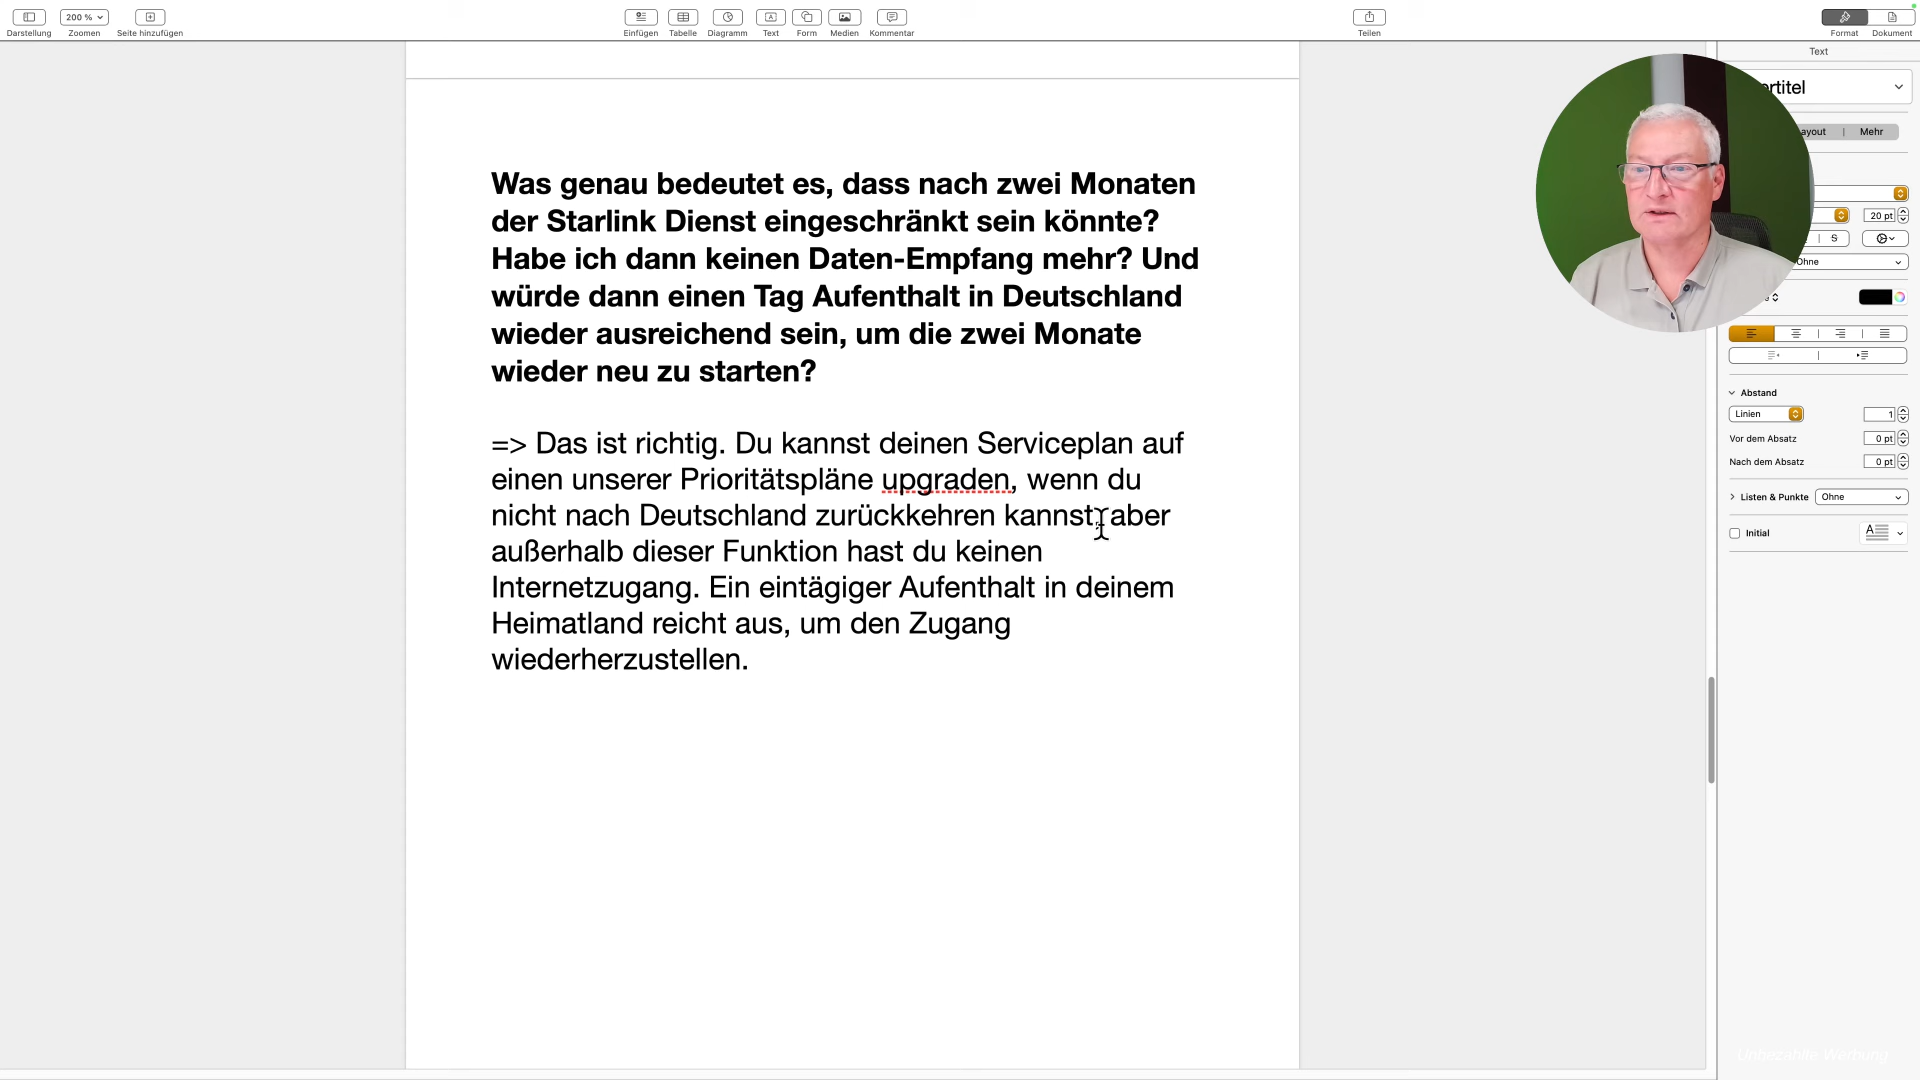 200 %
Darstellung
Zoomen
Seite hinzufügen
Einfügen
Tabelle
Diagramm
Text
Form
Medien
Kommentar
Teilen
Format
Dokument
Text
rtitel
ayout
Mehr
20 pt
S
Ohne
Abstand
Linien
1
Vor dem Absatz
0 pt
Nach dem Absatz
0 pt
Listen & Punkte
Ohne
Initial
A
Was genau bedeutet es, dass nach zwei Monaten
der Starlink Dienst eingeschränkt sein könnte?
Habe ich dann keinen Daten-Empfang mehr? Und
würde dann einen Tag Aufenthalt in Deutschland
wieder ausreichend sein, um die zwei Monate
wieder neu zu starten?
=> Das ist richtig. Du kannst deinen Serviceplan auf
einen unserer Prioritätspläne upgraden, wenn du
nicht nach Deutschland zurückkehren kannst, aber
außerhalb dieser Funktion hast du keinen
Internetzugang. Ein eintägiger Aufenthalt in deinem
Heimatland reicht aus, um den Zugang
wiederherzustellen.
Unbezahlte Werbung